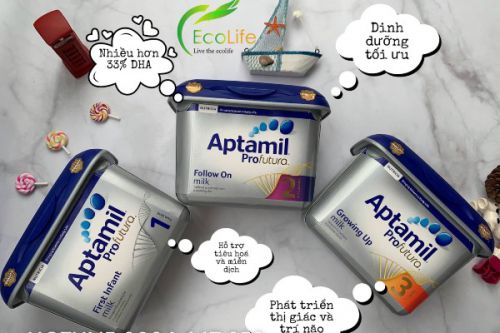 EcoLife
Live the ecolife
Nhiều hơn
33% DHA
Dinh
dưỡng
tối ưu
Aptamil
Profutura
Follow On
milk
2
Aptamil
Profutura
1
First Infant
milk
Aptamil
Profutura
Growing Up
milk
3
Hỗ trợ
tiêu hoá
và miễn
dịch
Phát triển
thị giác và
trí não